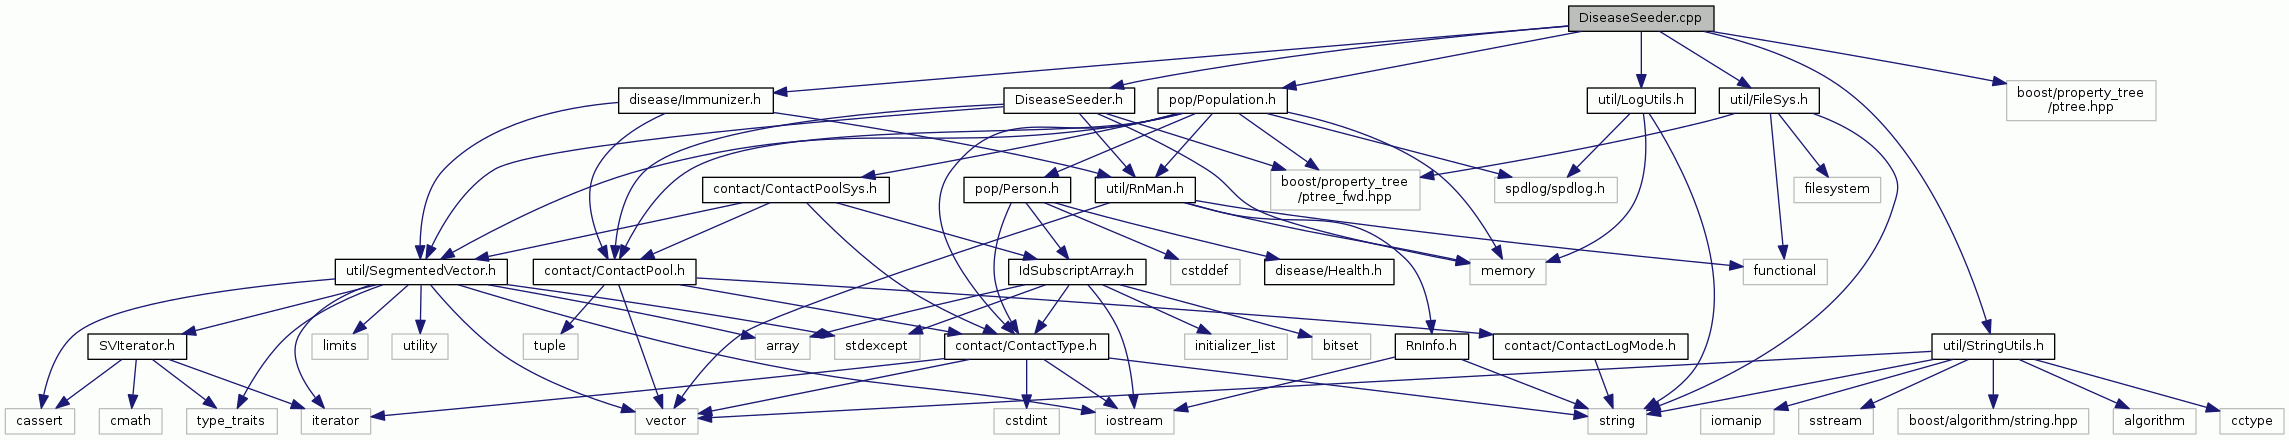 DiseaseSeeder.cpp
disease/Immunizer.h
DiseaseSeeder.h
pop/Population.h
util/LogUtils.h
util/FileSys.h
boost/property_tree
/ptree.hpp
contact/ContactPoolSys.h
pop/Person.h
util/RnMan.h
boost/property_tree
/ptree_fwd.hpp
spdlog/spdlog.h
filesystem
util/SegmentedVector.h
contact/ContactPool.h
IdSubscriptArray.h
cstddef
disease/Health.h
memory
functional
SVIterator.h
limits
utility
tuple
array
stdexcept
contact/ContactType.h
initializer_list
bitset
RnInfo.h
contact/ContactLogMode.h
util/StringUtils.h
cassert
cmath
type_traits
iterator
vector
cstdint
iostream
string
iomanip
sstream
boost/algorithm/string.hpp
algorithm
cctype